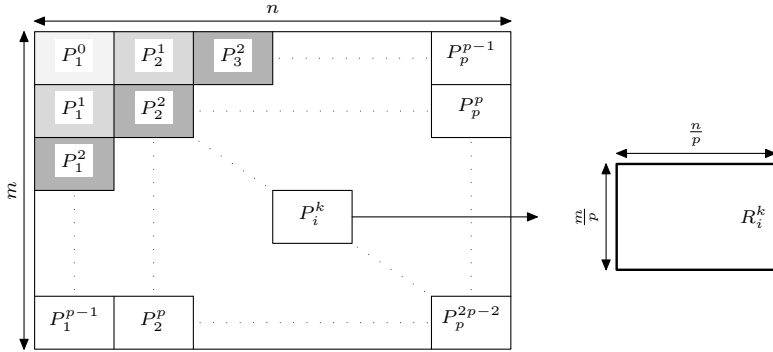 n
P_1^0 P_2^1 P_3^2 P_p^{p-1}
P_1^1 P_2^2 P_p^p
n/p
P_1^2
m
P_i^k m/p R_i^k
P_1^{p-1} P_2^p P_p^{2p-2}